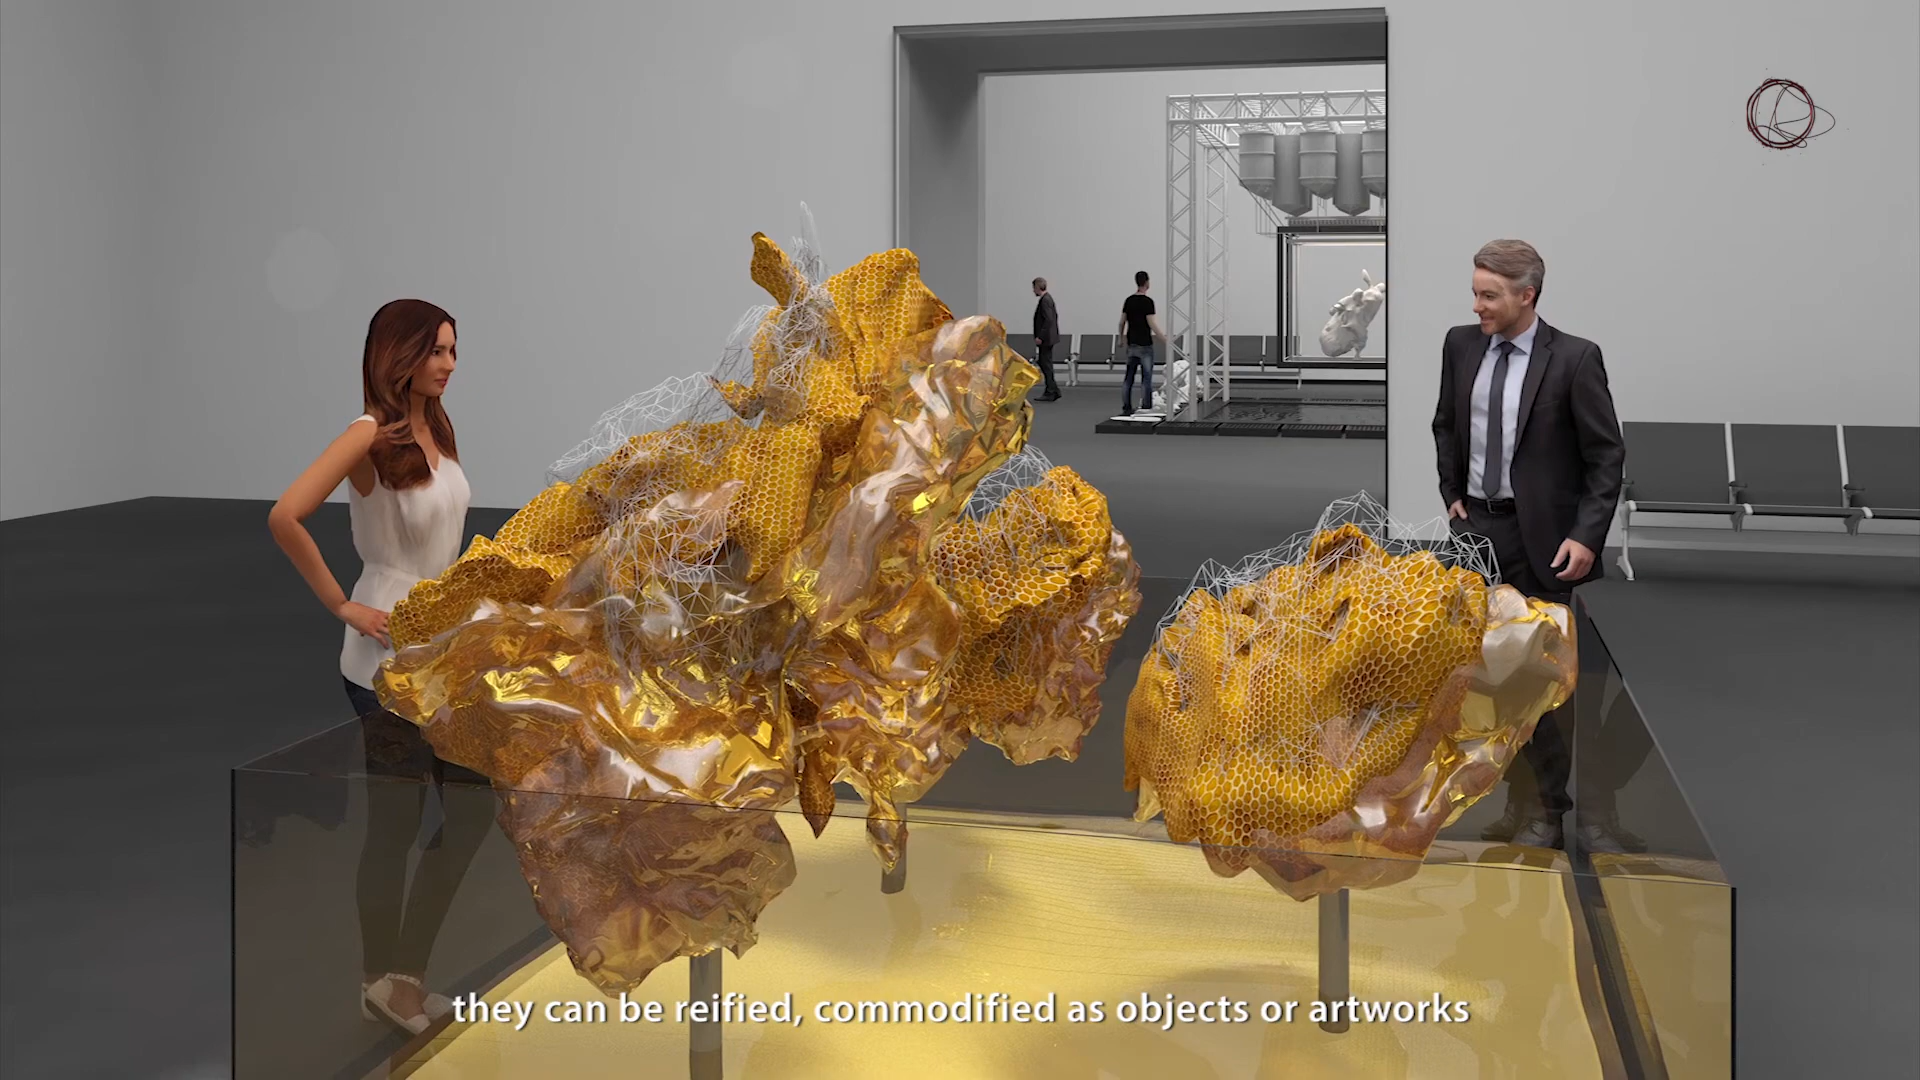 they can be reified, commodified as objects or artworks